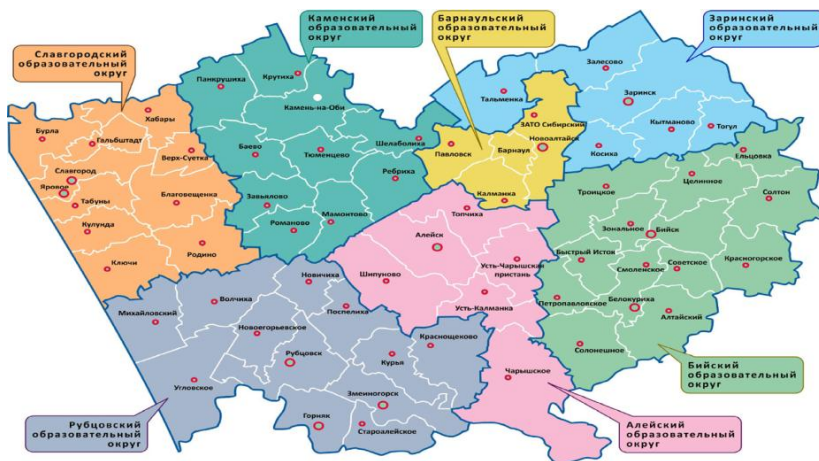 Каменский
образовательный
округ
Барнаульский
образовательный
округ
Заринский
образовательный
округ
Славгородский
образовательный
округ
Панкрушиха
Крутиха
Камень-на-Оби
Хабары
Бурла
Гальбштадт
Верх-Суетка
Славгород
Яровое
Табуны
Благовещенка
Кулунда
Ключи
Родино
Баево
Тюменцево
Шелаболиха
Ребриха
Завьялово
Романово
Мамонтово
Залесово
Тальменка
Заринск
ЗАТО Сибирский
Новоалтайск
Кытманово
Тогул
Павловск
Барнаул
Косиха
Калманка
Ельцовка
Целинное
Троицкое
Солтон
Зональное
Бийск
Быстрый Исток
Смоленское
Советское
Красногорское
Петропавловское
Белокуриха
Алтайский
Солонешное
Топчиха
Алейск
Шипуново
Усть-Чарышская
пристань
Усть-Калманка
Чарышское
Новичиха
Михайловский
Волчиха
Поспелиха
Новоегорьевское
Рубцовск
Краснощеково
Курья
Угловское
Змеиногорск
Горняк
Староалейское
Рубцовский
образовательный
округ
Алейский
образовательный
округ
Бийский
образовательный
округ